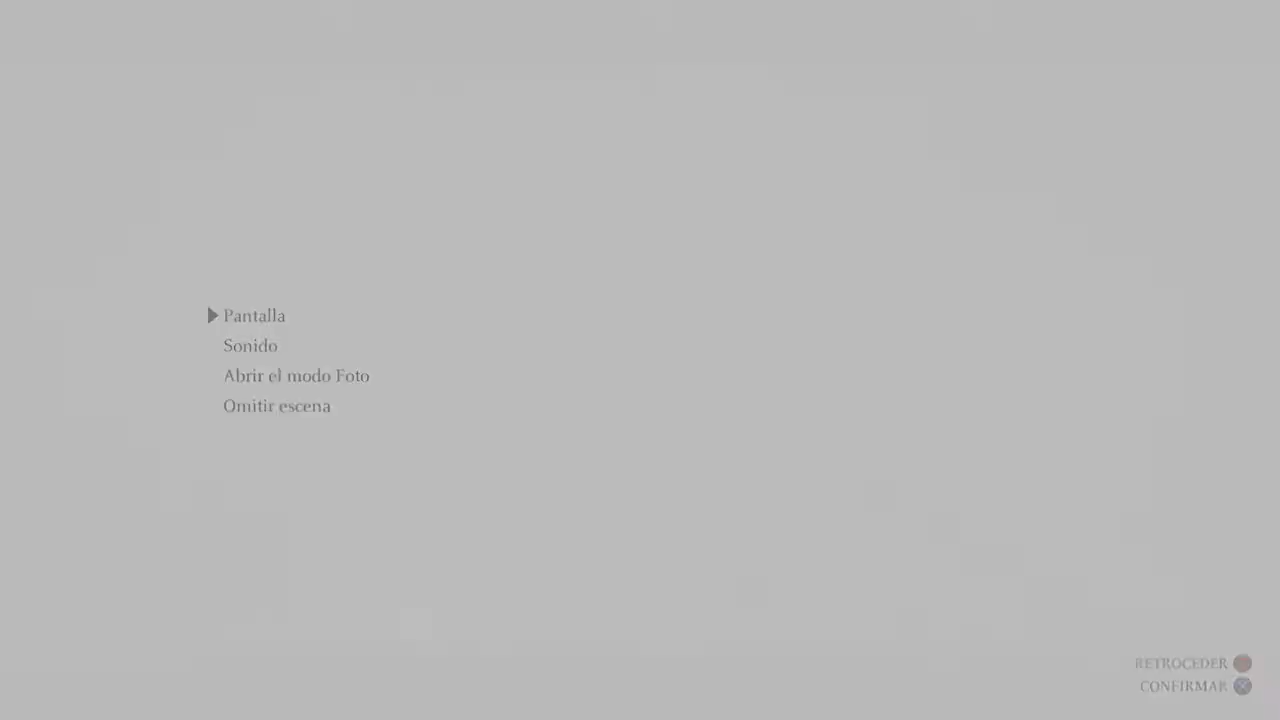 Pantalla
Sonido
Abrir el modo Foto
Omitir escena
RETROCEDER
CONFIRMAR